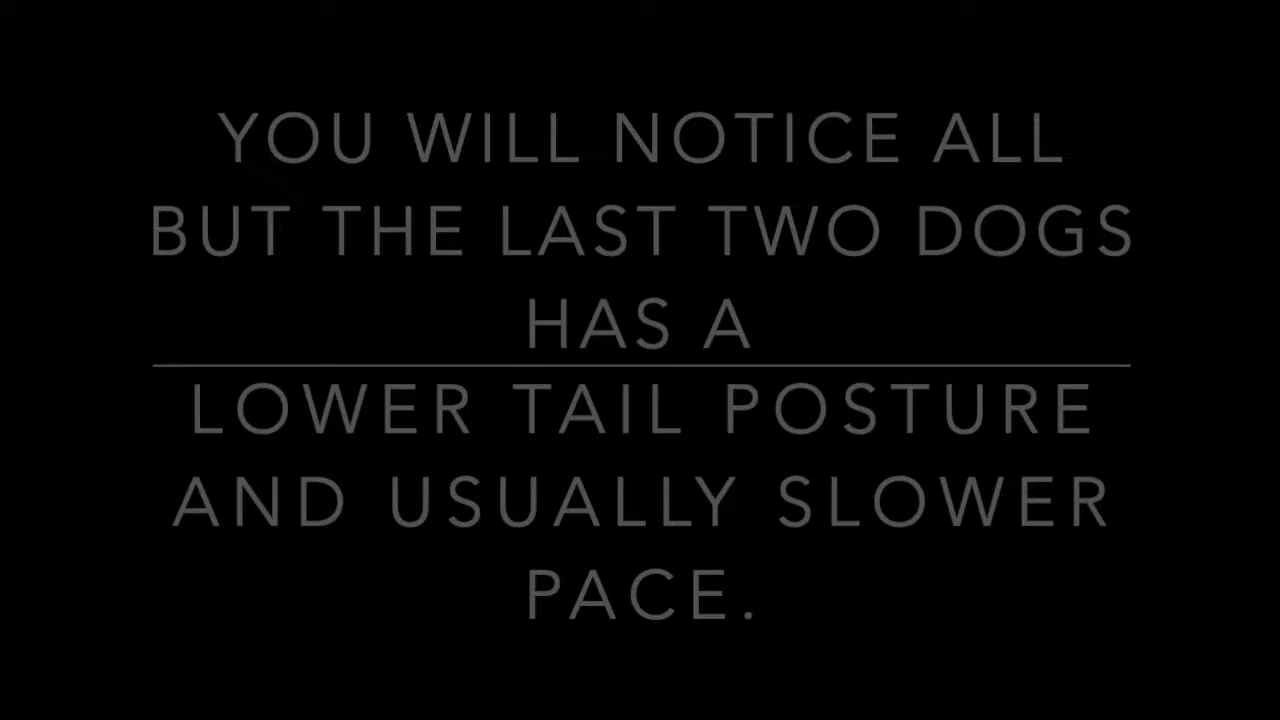 YOU WILL NOTICE ALL
BUT THE LAST TWO DOGS
HAS A
LOWER TAIL POSTURE
AND USUALLY SLOWER
PACE.